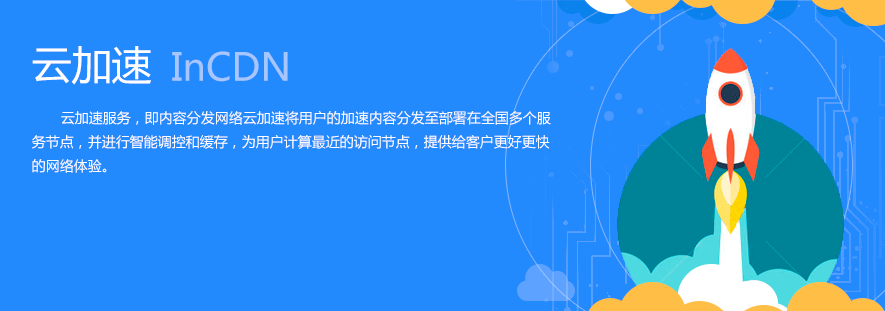 云加速 InCDN
云加速服务，即内容分发网络云加速将用户的加速内容分发至部署在全国多个服
务节点，并进行智能调控和缓存，为用户计算最近的访问节点，提供给客户更好更快
的网络体验。